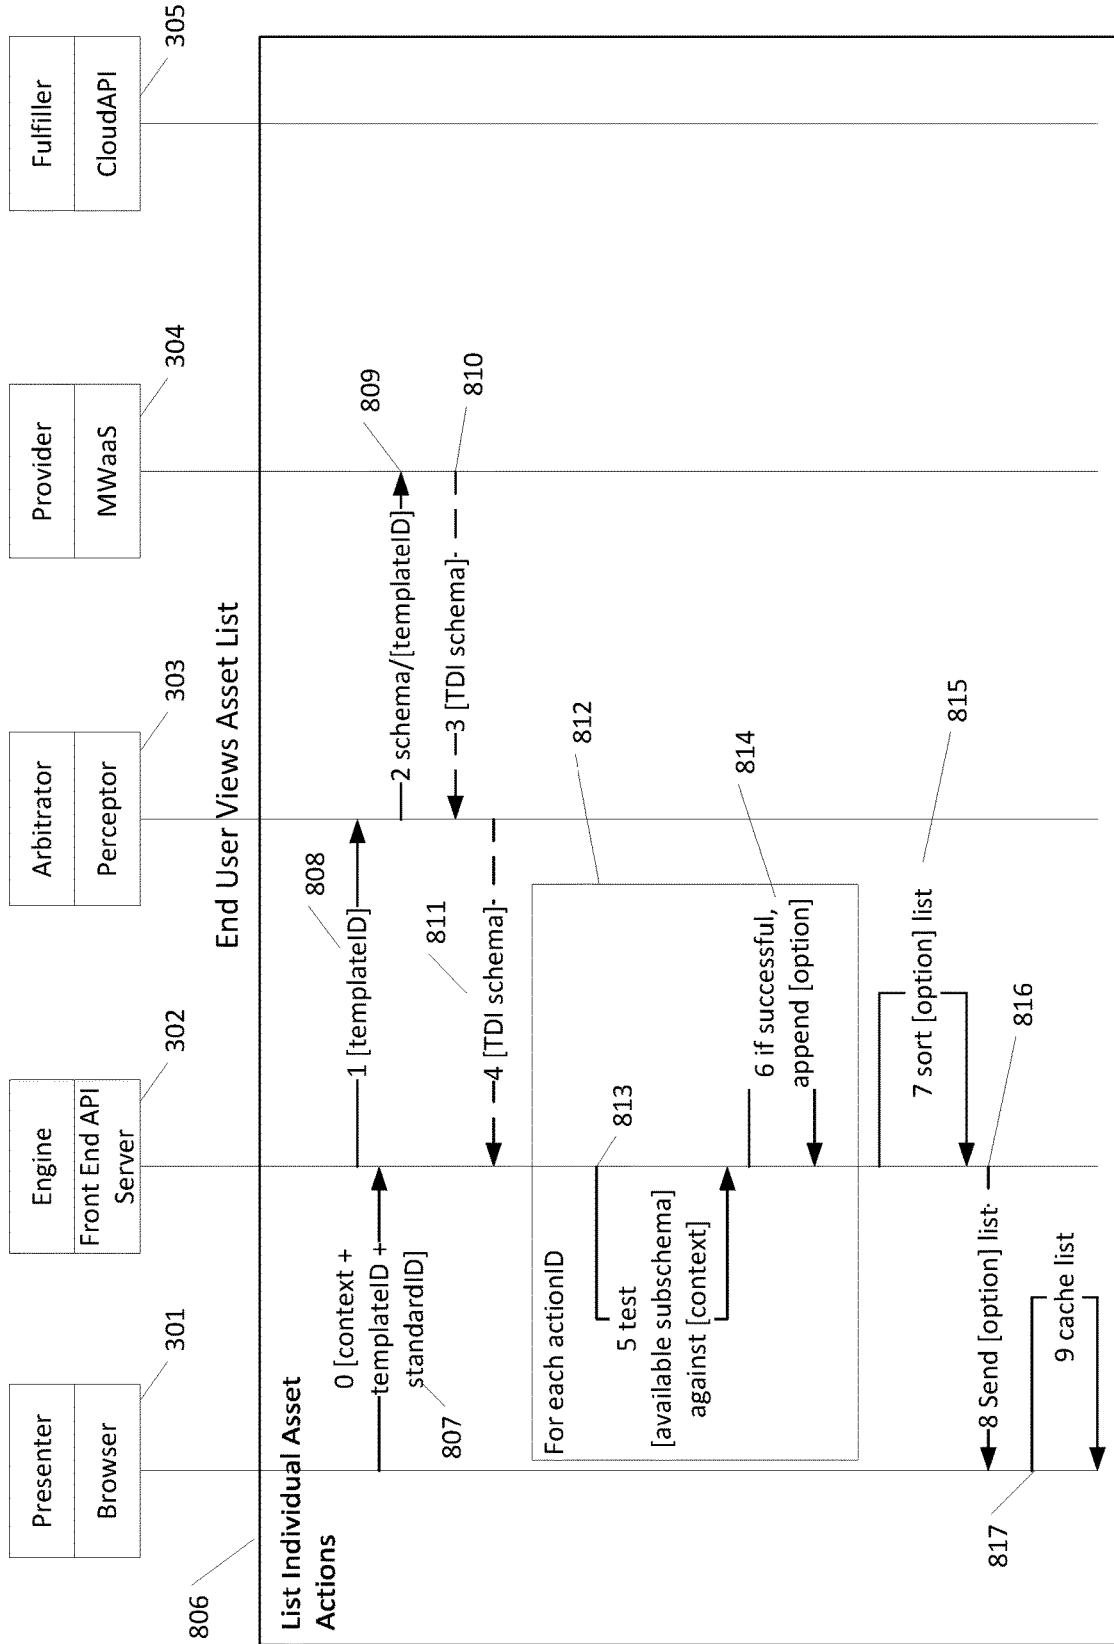 Presenter
Browser
301
Engine
Front End API
Server
302
Arbitrator
Perceptor
303
Provider
MWaaS
304
Fulfiller
CloudAPI
305
End User Views Asset List
806
List Individual Asset
Actions
0 [context +
templateID +
standardID]
807
1 [templateID]
808
2 schema/[templateID]
809
3 [TDI schema]
810
4 [TDI schema]
811
For each actionID
812
5 test
[available subschema]
against [context]
813
6 if successful,
append [option]
814
7 sort [option] list
815
8 Send [option] list
816
9 cache list
817